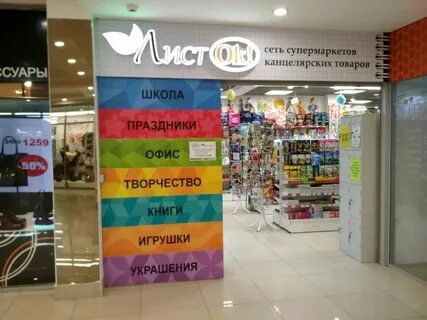 ЛистОк!
сеть супермаркетов
канцелярских товаров
ССУАРЫ
1259
50%
ШКОЛА
ПРАЗДНИКИ
ОФИС
ТВОРЧЕСТВО
КНИГИ
ИГРУШКИ
УКРАШЕНИЯ